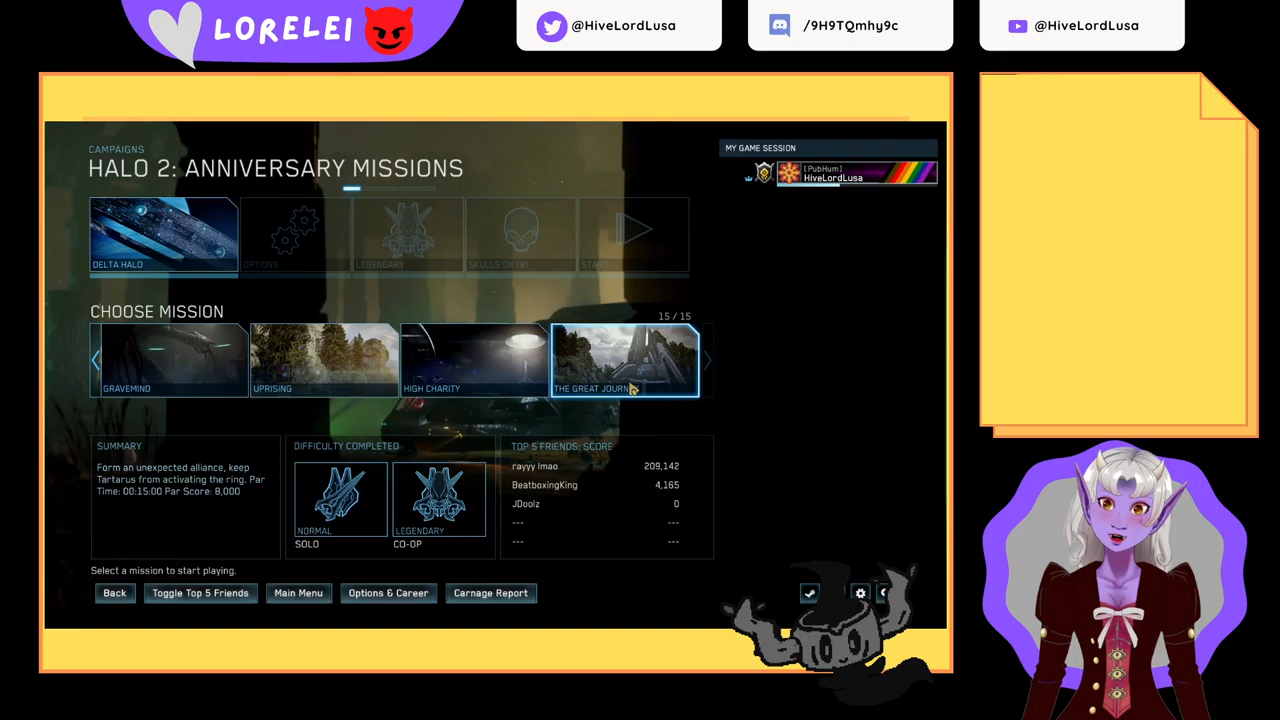 LORELEI
@HiveLordLusa
/9H9TQmhy9c
@HiveLordLusa
CAMPAIGNS
HALO 2: ANNIVERSARY MISSIONS
MY GAME SESSION
[PubHum]
HiveLordLusa
DELTA HALO
OPTIONS
LEGENDARY
SKULLS ON (8)
START
CHOOSE MISSION
15 / 15
GRAVEMIND
UPRISING
HIGH CHARITY
THE GREAT JOURN
SUMMARY
Form an unexpected alliance, keep
Tartarus from activating the ring. Par
Time: 00:15:00 Par Score: 8,000
DIFFICULTY COMPLETED
NORMAL
SOLO
LEGENDARY
CO-OP
TOP 5 FRIENDS: SCORE
rayyy lmao 209,142
BeatboxingKing 4,165
JDoolz 0
--- ---
--- ---
Select a mission to start playing.
Back
Toggle Top 5 Friends
Main Menu
Options & Career
Carnage Report